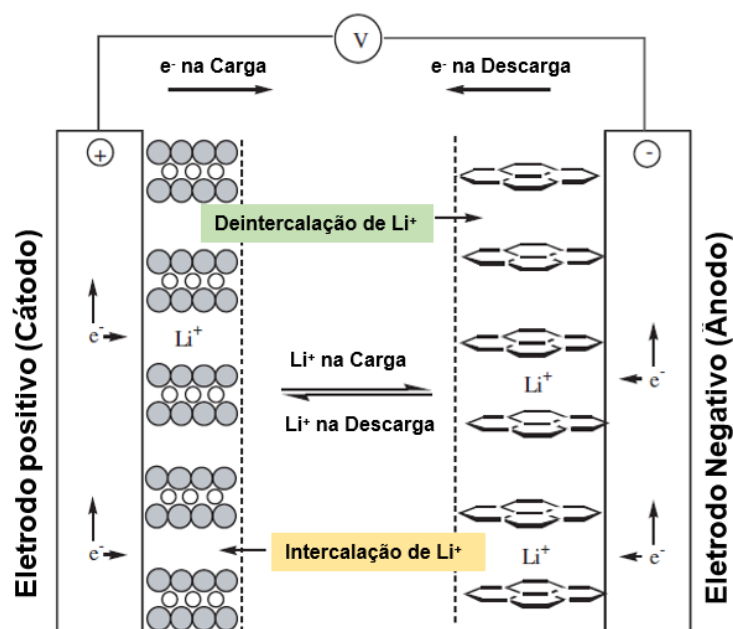 V
e⁻ na Carga
e⁻ na Descarga
+
-
Deintercalação de Li⁺
Eletrodo positivo (Cátodo)
e⁻
Li⁺
Li⁺ na Carga
Li⁺ na Descarga
Li⁺
e⁻
Eletrodo Negativo (Ânodo)
e⁻
Intercalação de Li⁺
Li⁺
e⁻